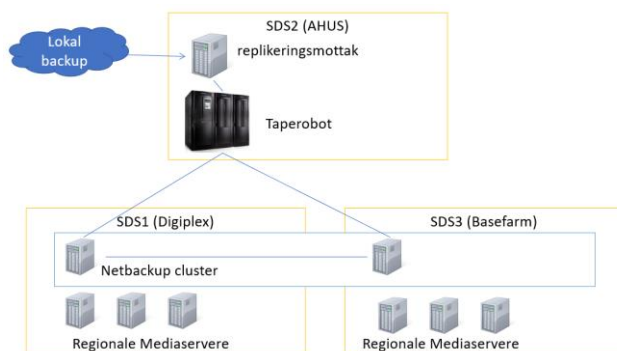 SDS2 (AHUS)
Lokal
backup
replikeringsmottak
Taperobot
SDS1 (Digiplex)
SDS3 (Basefarm)
Netbackup cluster
Regionale Mediaservere
Regionale Mediaservere